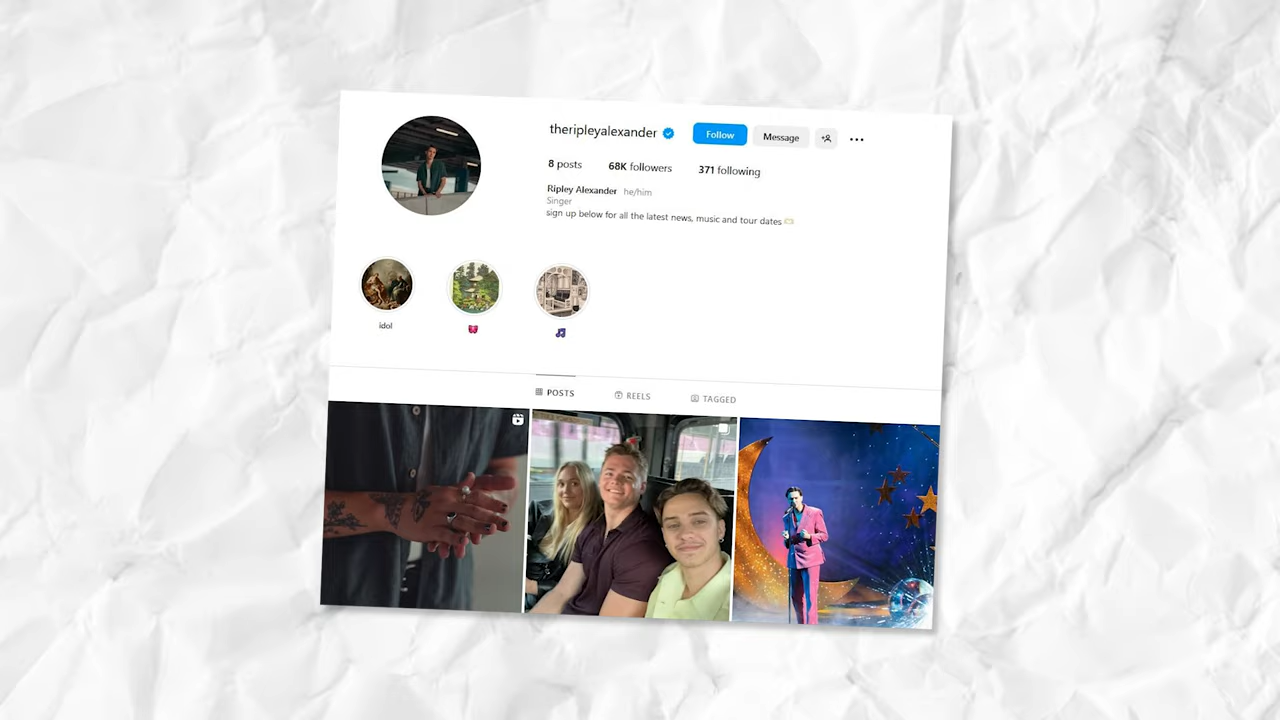 theripleyalexander Follow Message
8 posts 68K followers 371 following
Ripley Alexander he/him
Singer
sign up below for all the latest news, music and tour dates
idol
POSTS REELS TAGGED